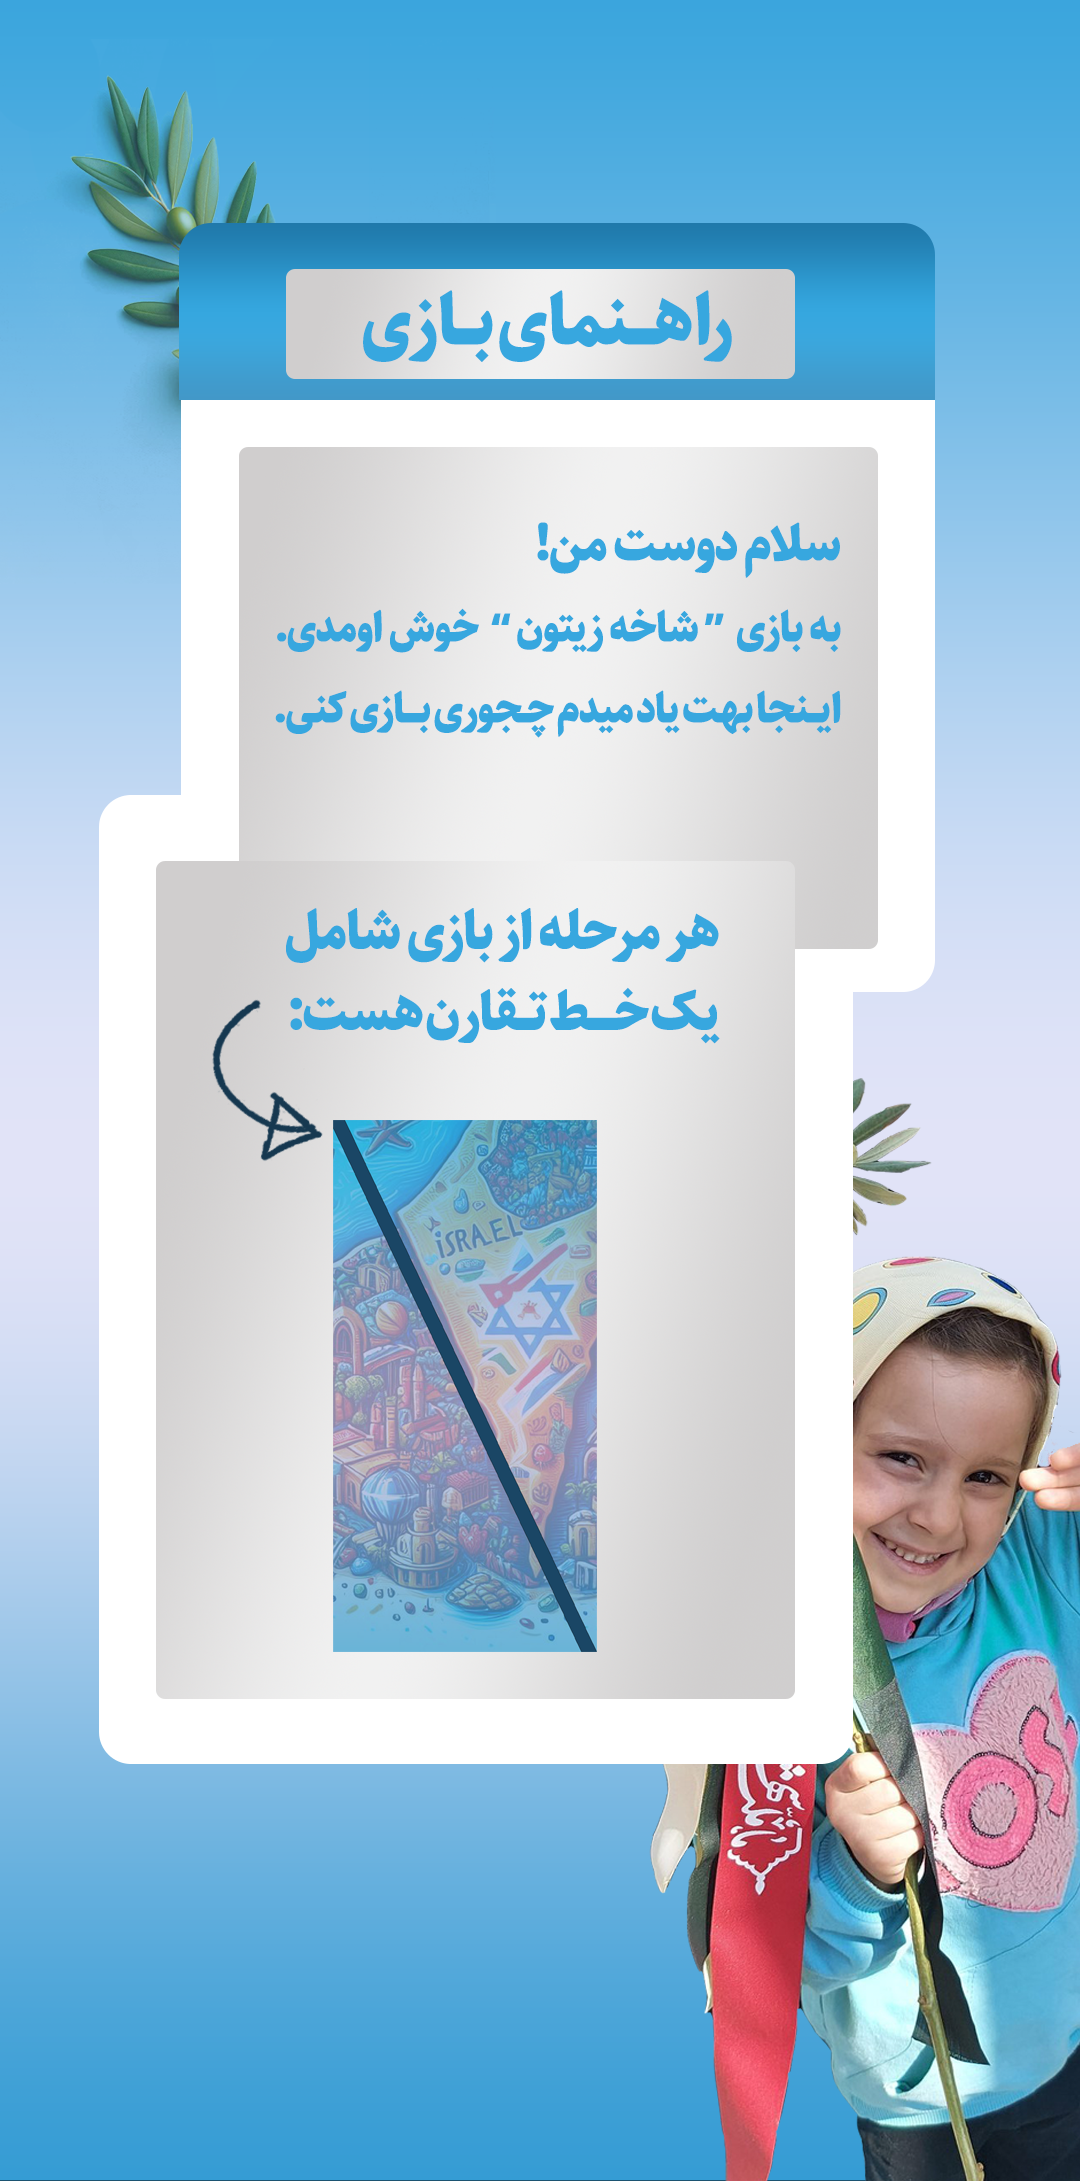 راهنمای بازی
سلام دوست من!
به بازی " شاخه زیتون " خوش اومدی.
اینجا بهت یاد میدم چجوری بازی کنی.
هر مرحله از بازی شامل
یک خط تقارن هست:
ISRAEL